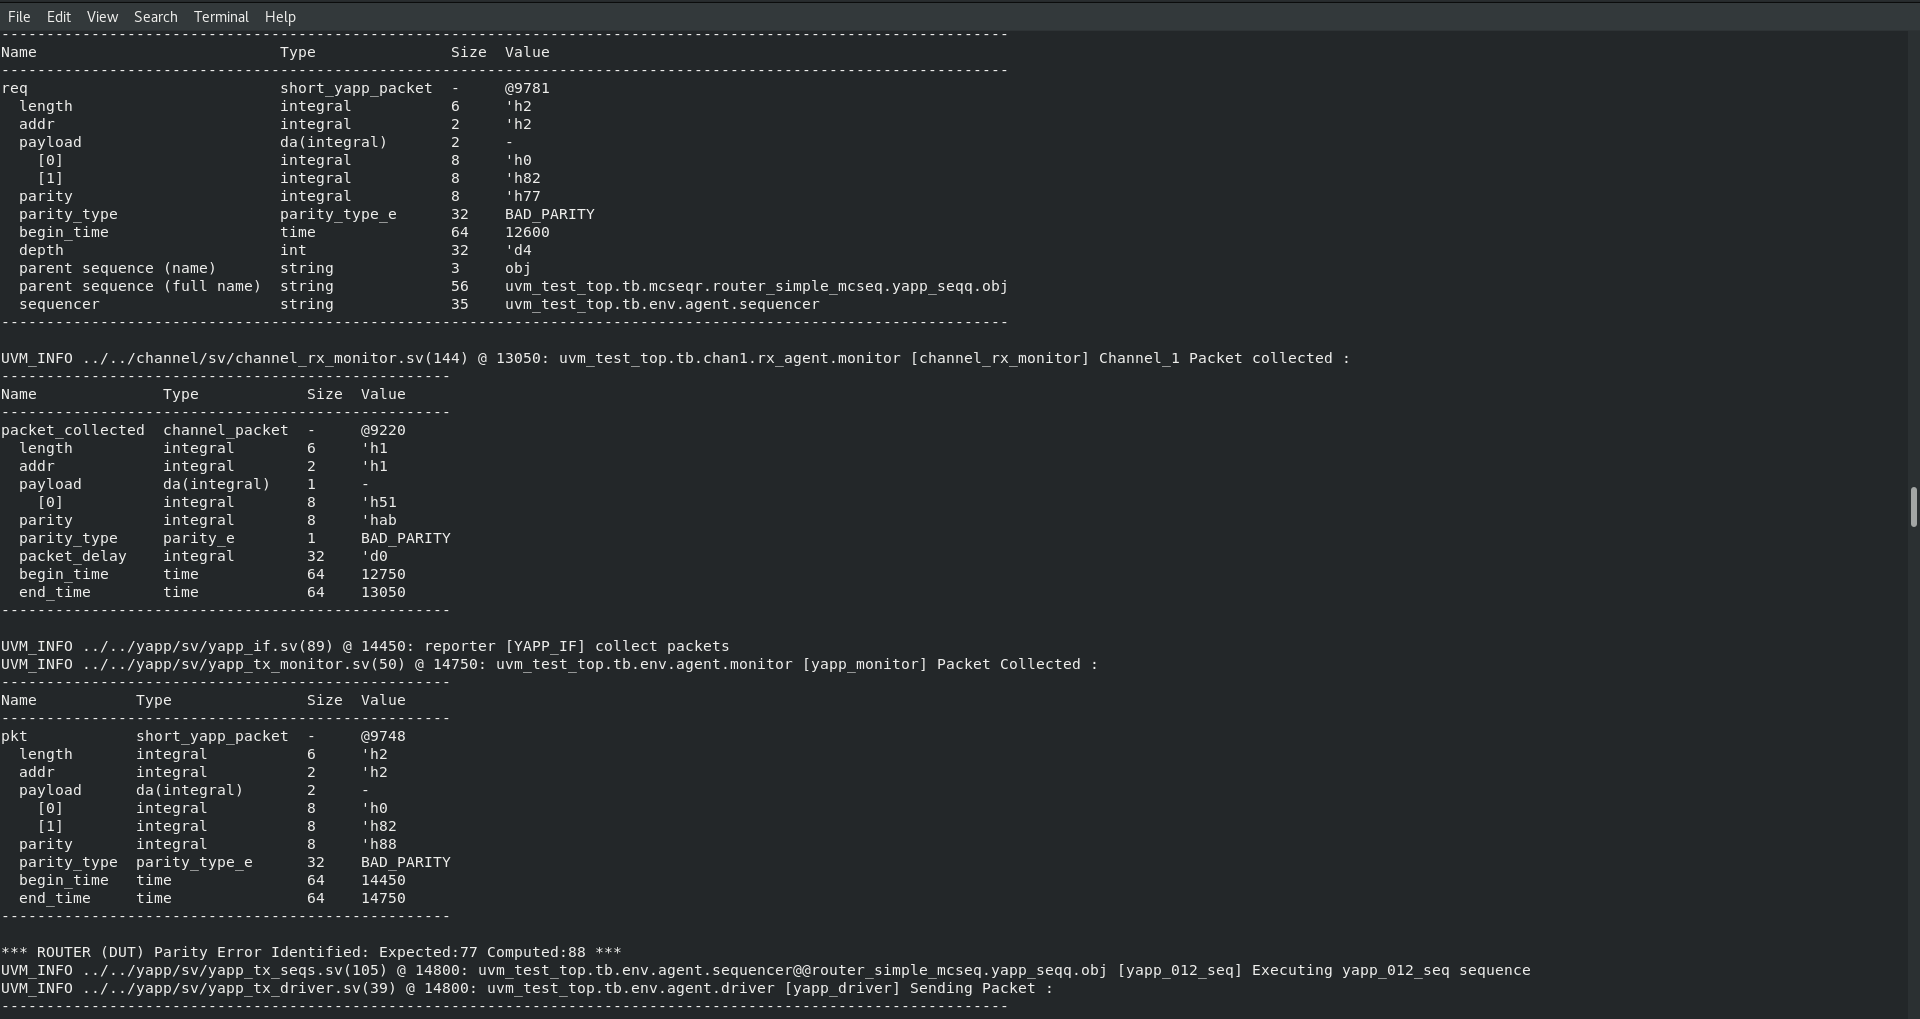 File Edit View Search Terminal Help
----------------------------------------------------------------------------------------------------------------
Name                           Type               Size  Value
----------------------------------------------------------------------------------------------------------------
req                            short_yapp_packet  -     @9781
  length                       integral           6     'h2
  addr                         integral           2     'h2
  payload                      da(integral)       2     -
    [0]                        integral           8     'h0
    [1]                        integral           8     'h82
  parity                       integral           8     'h77
  parity_type                  parity_type_e      32    BAD_PARITY
  begin_time                   time               64    12600
  depth                        int                32    'd4
  parent sequence (name)       string             3     obj
  parent sequence (full name)  string             56    uvm_test_top.tb.mcseqr.router_simple_mcseq.yapp_seqq.obj
  sequencer                    string             35    uvm_test_top.tb.env.agent.sequencer
----------------------------------------------------------------------------------------------------------------
UVM_INFO ../../channel/sv/channel_rx_monitor.sv(144) @ 13050: uvm_test_top.tb.chan1.rx_agent.monitor [channel_rx_monitor] Channel_1 Packet collected :
--------------------------------------------------
Name              Type            Size  Value
--------------------------------------------------
packet_collected  channel_packet  -     @9220
  length          integral        6     'h1
  addr            integral        2     'h1
  payload         da(integral)    1     -
    [0]           integral        8     'h51
  parity          integral        8     'hab
  parity_type     parity_e        1     BAD_PARITY
  packet_delay    integral        32    'd0
  begin_time      time            64    12750
  end_time        time            64    13050
--------------------------------------------------
UVM_INFO ../../yapp/sv/yapp_if.sv(89) @ 14450: reporter [YAPP_IF] collect packets
UVM_INFO ../../yapp/sv/yapp_tx_monitor.sv(50) @ 14750: uvm_test_top.tb.env.agent.monitor [yapp_monitor] Packet Collected :
--------------------------------------------------
Name           Type               Size  Value
--------------------------------------------------
pkt            short_yapp_packet  -     @9748
  length       integral           6     'h2
  addr         integral           2     'h2
  payload      da(integral)       2     -
    [0]        integral           8     'h0
    [1]        integral           8     'h82
  parity       integral           8     'h88
  parity_type  parity_type_e      32    BAD_PARITY
  begin_time   time               64    14450
  end_time     time               64    14750
--------------------------------------------------
*** ROUTER (DUT) Parity Error Identified: Expected:77 Computed:88 ***
UVM_INFO ../../yapp/sv/yapp_tx_seqs.sv(105) @ 14800: uvm_test_top.tb.env.agent.sequencer@@router_simple_mcseq.yapp_seqq.obj [yapp_012_seq] Executing yapp_012_seq sequence
UVM_INFO ../../yapp/sv/yapp_tx_driver.sv(39) @ 14800: uvm_test_top.tb.env.agent.driver [yapp_driver] Sending Packet :
----------------------------------------------------------------------------------------------------------------